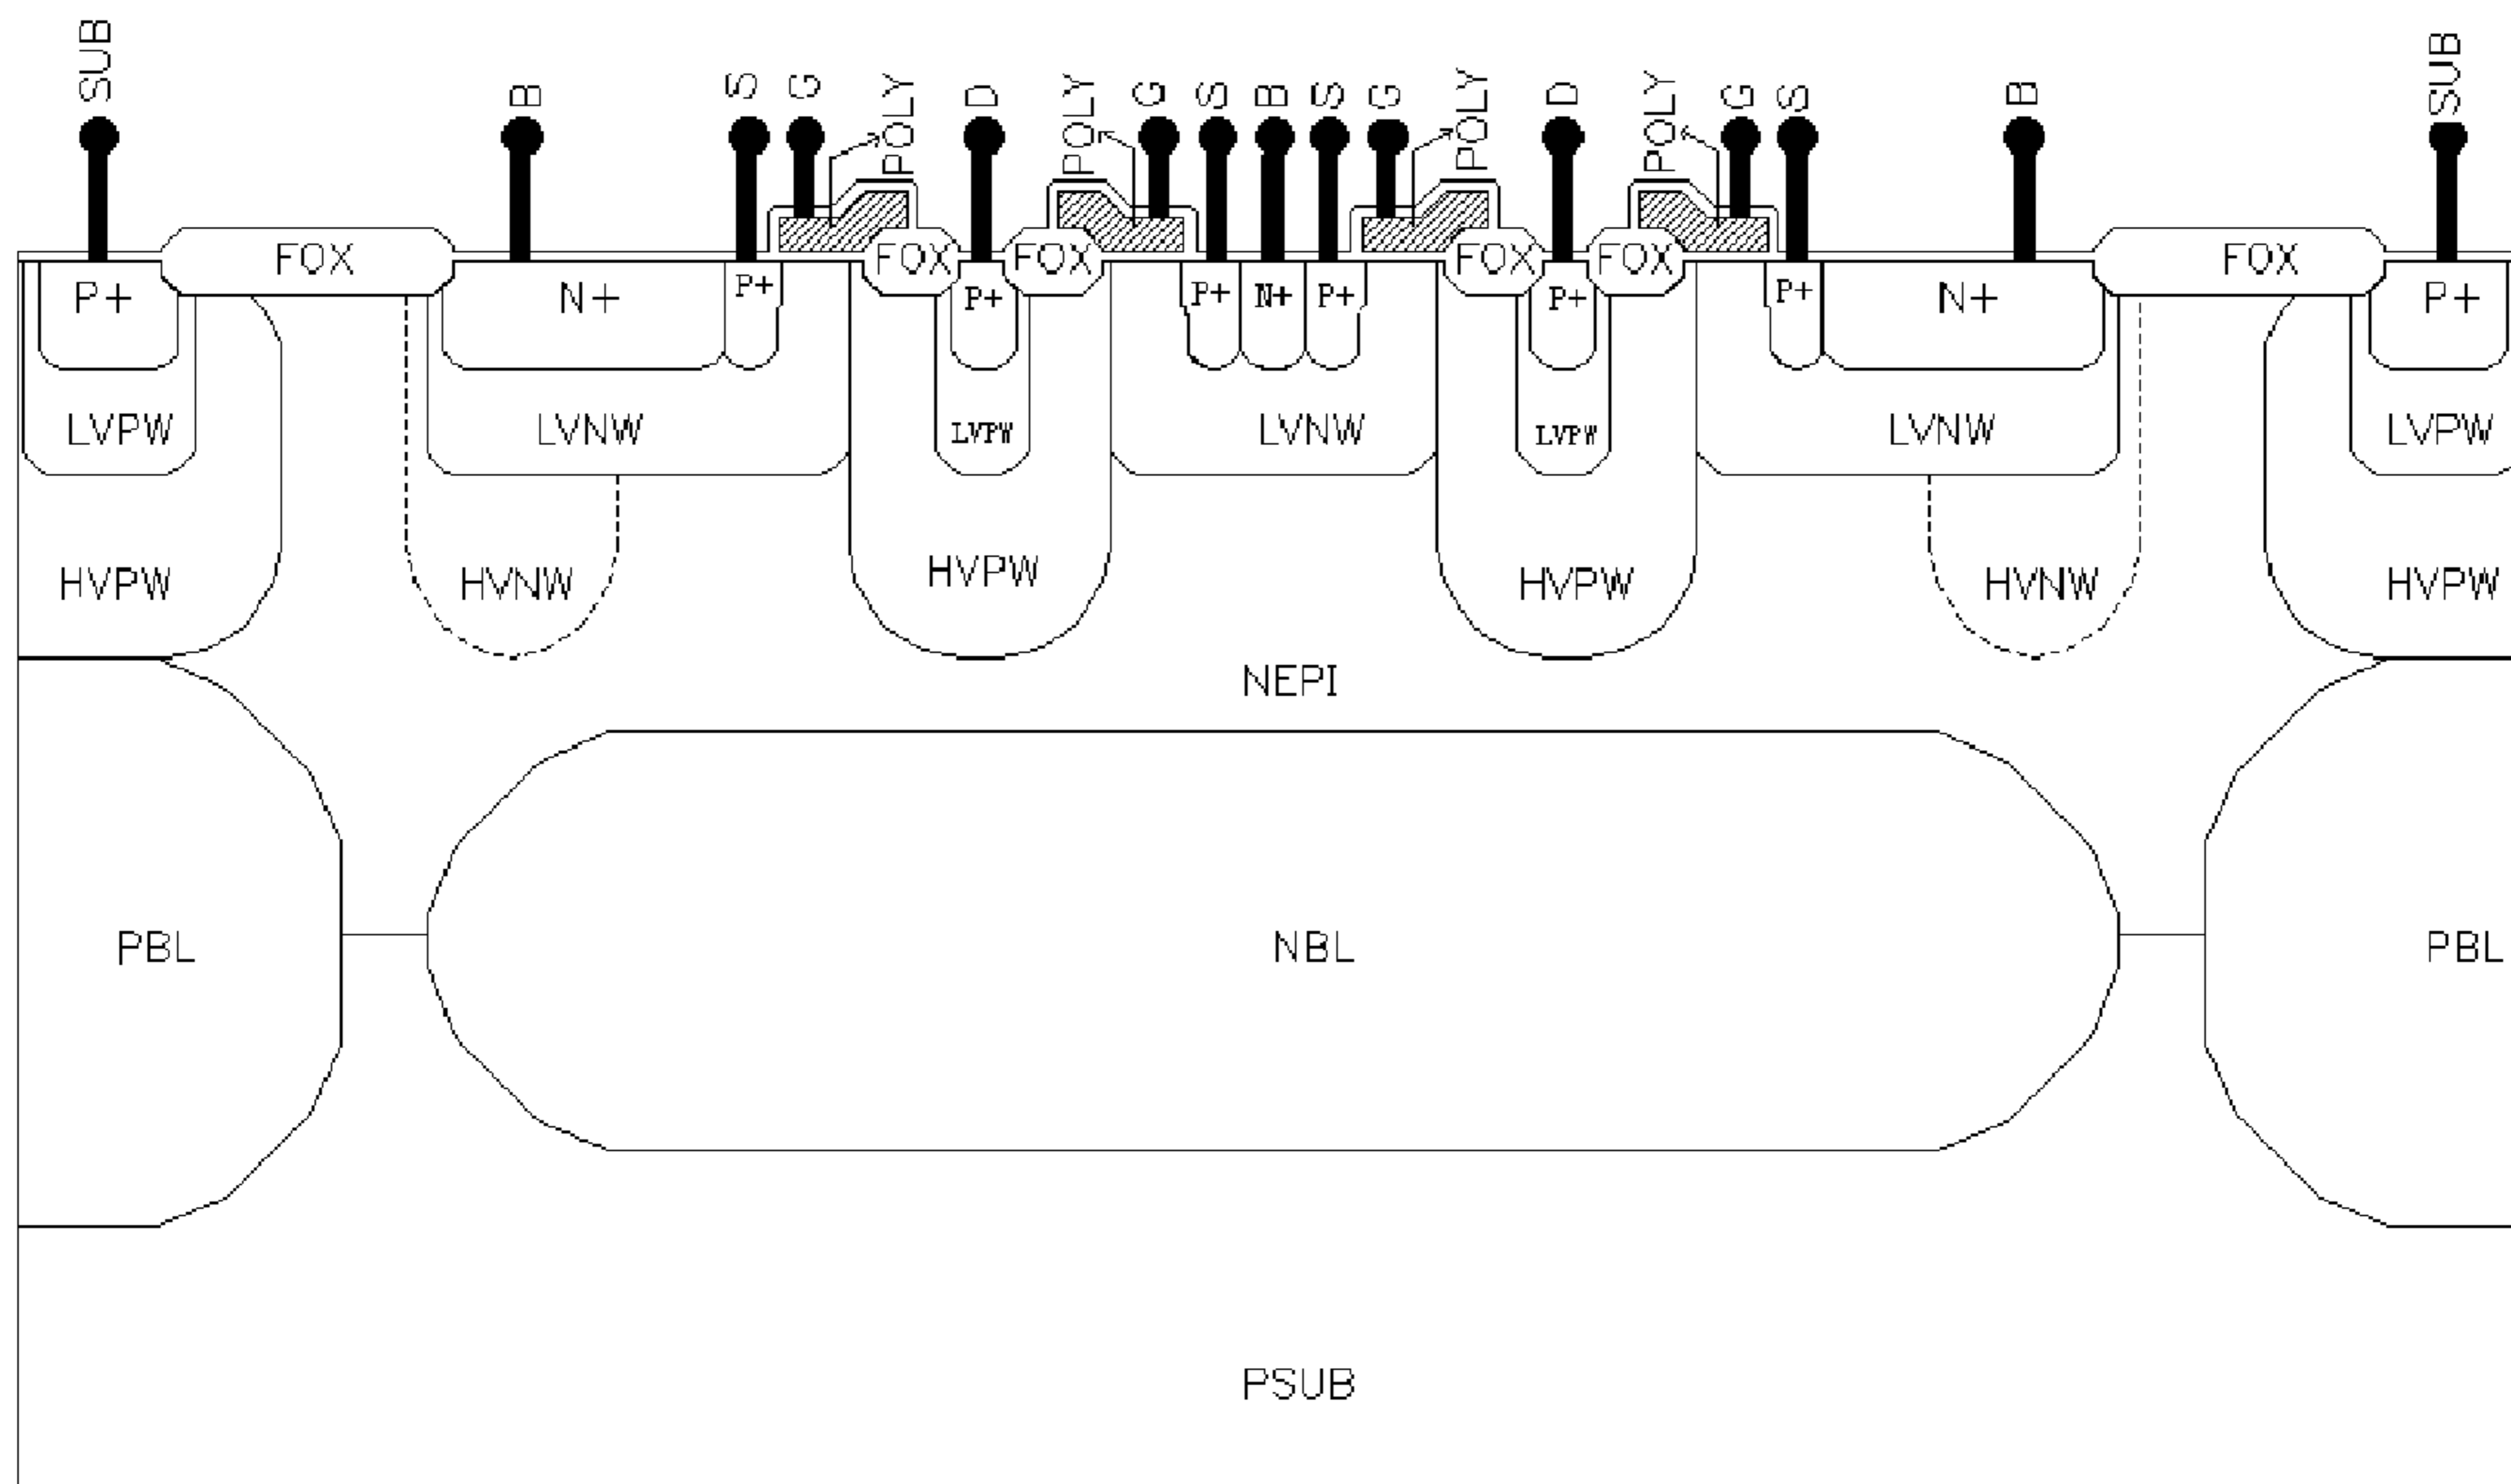 SUB B S G POLY D POLY G S B S G POLY D POLY G S B SUB
FOX FOX FOX FOX FOX FOX
P+ N+ P+ P+ P+ N+ P+ P+ P+ N+ P+
LVPW LVNW LVPW LVNW LVPW LVNW LVPW
HVPW HVNW HVPW HVPW HVNW HVPW
NEPI
PBL NBL PBL
PSUB